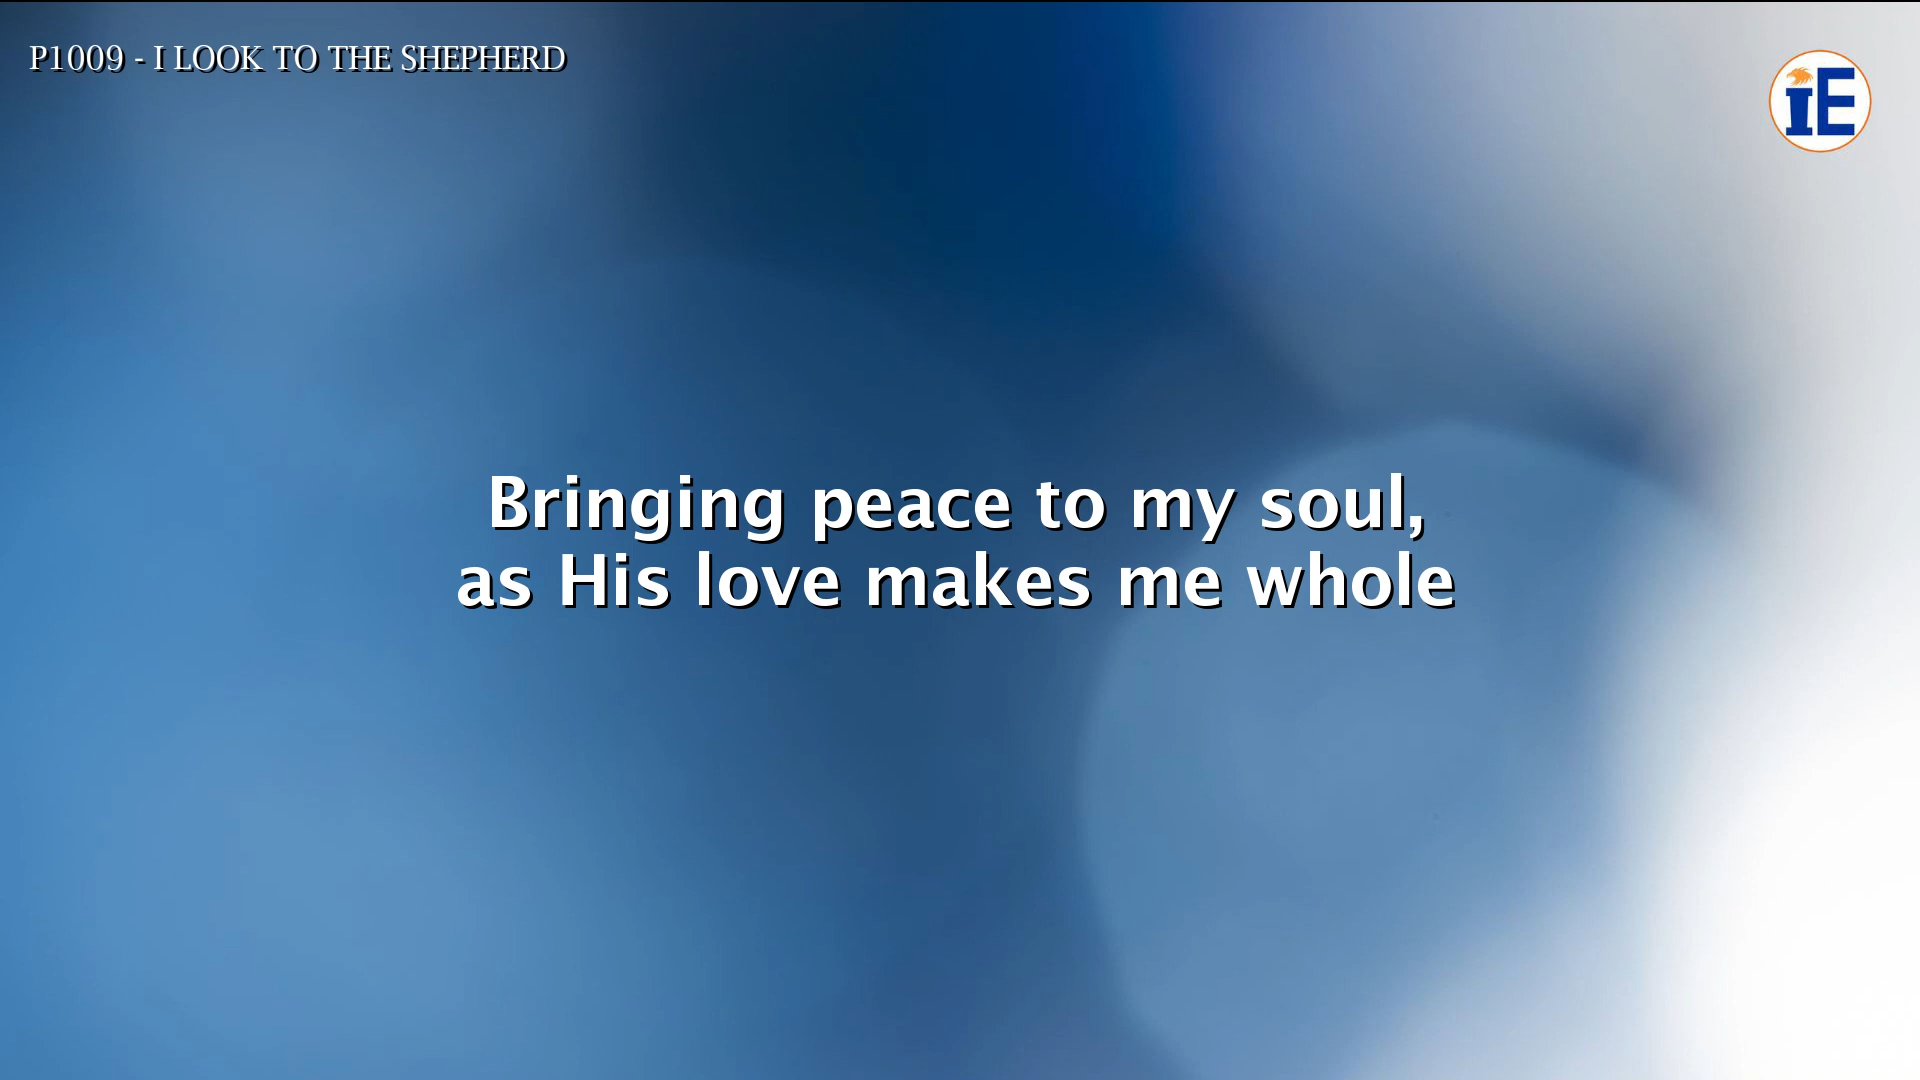 P1009 - I LOOK TO THE SHEPHERD
iE
Bringing peace to my soul,
as His love makes me whole